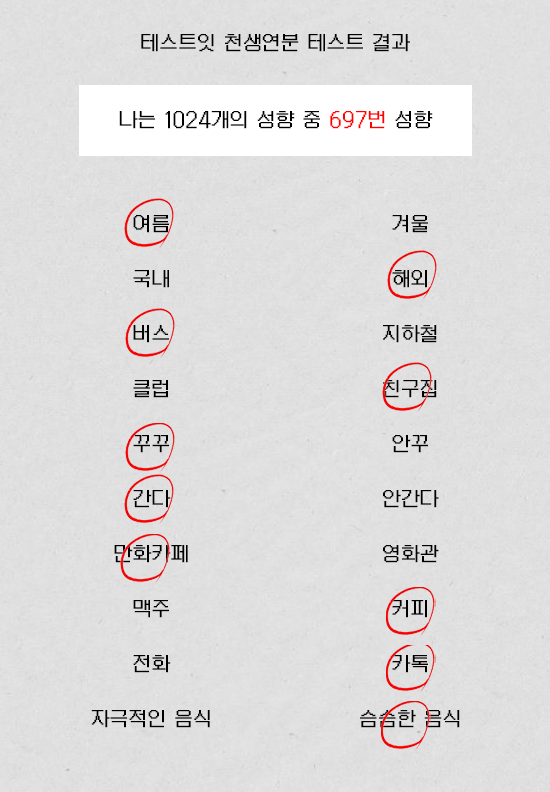 테스트잇 천생연분 테스트 결과
나는 1024개의 성향 중 697번 성향
여름 겨울
국내 해외
버스 지하철
클럽 친구집
꾸꾸 안꾸
간다 안간다
만화카페 영화관
맥주 커피
전화 카톡
자극적인 음식 슴슴한 음식